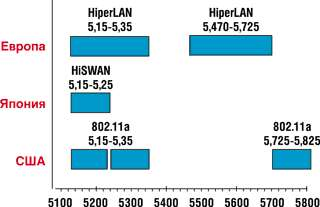 HiperLAN HiperLAN
5,15-5,35 5,470-5,725
Европа
HiSWAN
5,15-5,25
Япония
802.11a 802.11a
5,15-5,35 5,725-5,825
США
5100 5200 5300 5400 5500 5600 5700 5800